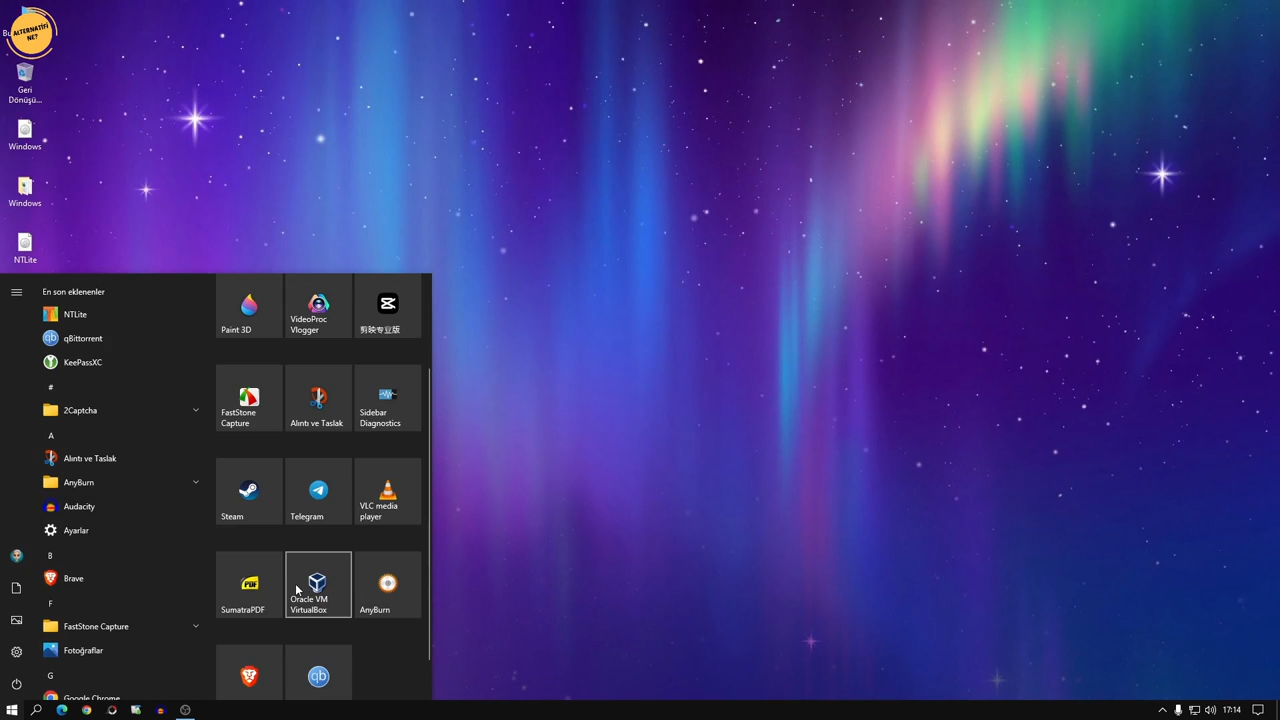 ALTERNATİFİ
NE?
Geri
Dönüşü...
Windows
Windows
NTLite
En son eklenenler
NTLite
qBittorrent
KeePassXC
#
2Captcha
A
Alıntı ve Taslak
AnyBurn
Audacity
Ayarlar
B
Brave
F
FastStone Capture
Fotoğraflar
G
Google Chrome
Paint 3D
VideoProc
Vlogger
剪映专业版
FastStone
Capture
Alıntı ve Taslak
Sidebar
Diagnostics
Steam
Telegram
VLC media
player
PDF
SumatraPDF
Oracle VM
VirtualBox
AnyBurn
qb
17:14